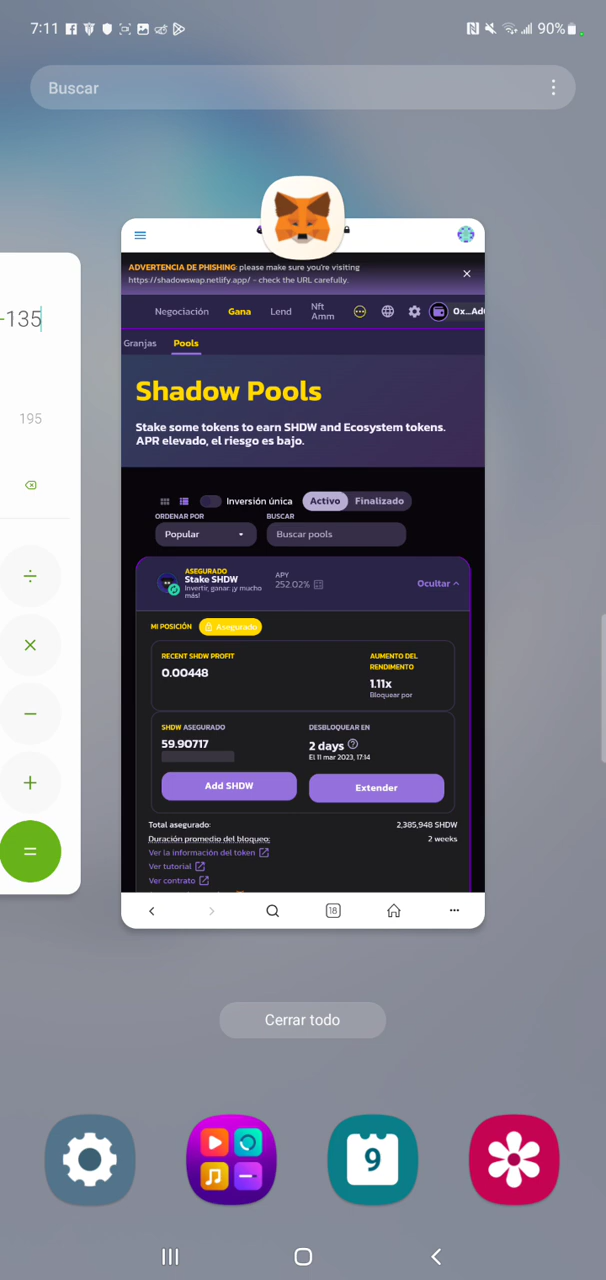 7:11
90%
Buscar
-135
195
÷
×
−
+
=
ADVERTENCIA DE PHISHING: please make sure you're visiting
https://shadowswap.netlify.app/ - check the URL carefully.
Negociación
Gana
Lend
Nft
Amm
0x...Ad
Granjas
Pools
Shadow Pools
Stake some tokens to earn SHDW and Ecosystem tokens.
APR elevado, el riesgo es bajo.
Inversión única
Activo
Finalizado
ORDENAR POR
BUSCAR
Popular
Buscar pools
ASEGURADO
Stake SHDW
Invertir, ganar. ¡y mucho
más!
APY
252.02%
Ocultar
MI POSICIÓN
Asegurado
RECENT SHDW PROFIT
0.00448
AUMENTO DEL
RENDIMIENTO
1.11x
Bloquear por
SHDW ASEGURADO
59.90717
DESBLOQUEAR EN
2 days
El 11 mar 2023, 17:14
Add SHDW
Extender
Total asegurado:
2,385,948 SHDW
Duración promedio del bloqueo:
2 weeks
Ver la información del token
Ver tutorial
Ver contrato
18
Cerrar todo
9